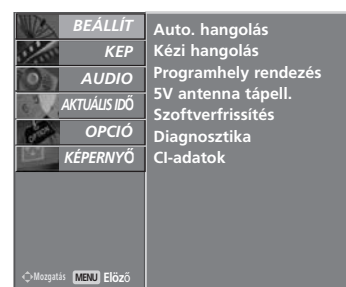 BEÁLLÍT
KEP
AUDIO
AKTUÁLIS IDŐ
OPCIÓ
KÉPERNYŐ
Auto. hangolás
Kézi hangolás
Programhely rendezés
5V antenna tápell.
Szoftverfrissítés
Diagnosztika
CI-adatok
Mozgatás MENU Elöző